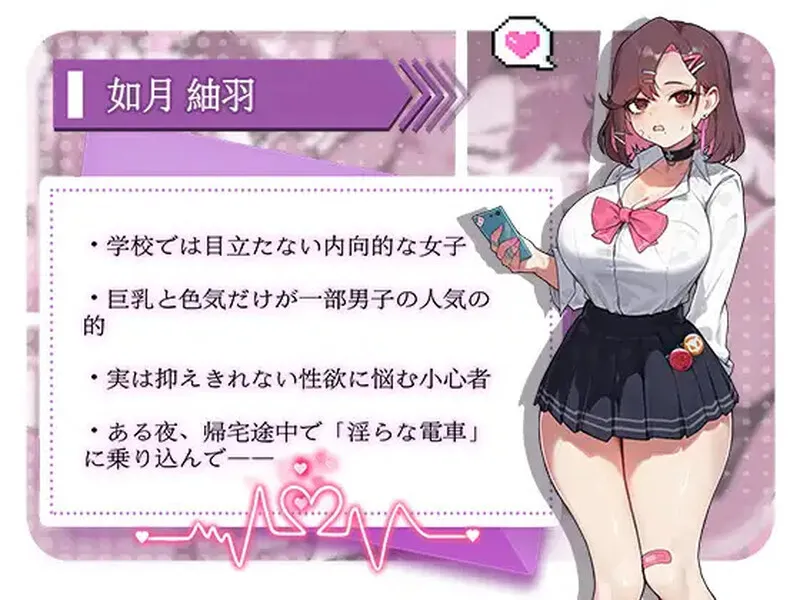 如月 紬羽
・学校では目立たない内向的な女子
・巨乳と色気だけが一部男子の人気の
的
・実は抑えきれない性欲に悩む小心者
・ある夜、帰宅途中で「淫らな電車」
に乗り込んで——